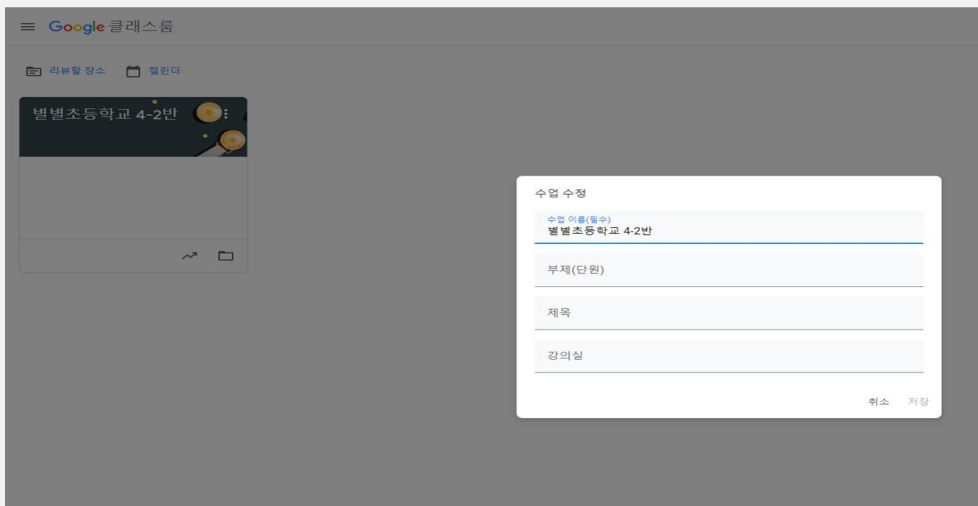 Google 클래스룸
리뷰할 장소 캘린더
별별초등학교 4-2반
수업 수정
수업 이름(필수)
별별초등학교 4-2반
부제(단원)
제목
강의실
취소 저장